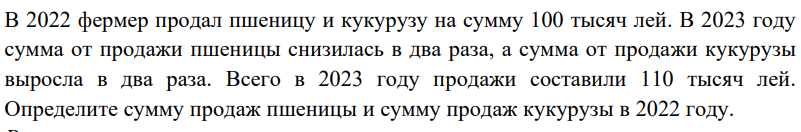 В 2022 фермер продал пшеницу и кукурузу на сумму 100 тысяч лей. В 2023 году
сумма от продажи пшеницы снизилась в два раза, а сумма от продажи кукурузы
выросла в два раза. Всего в 2023 году продажи составили 110 тысяч лей.
Определите сумму продаж пшеницы и сумму продаж кукурузы в 2022 году.